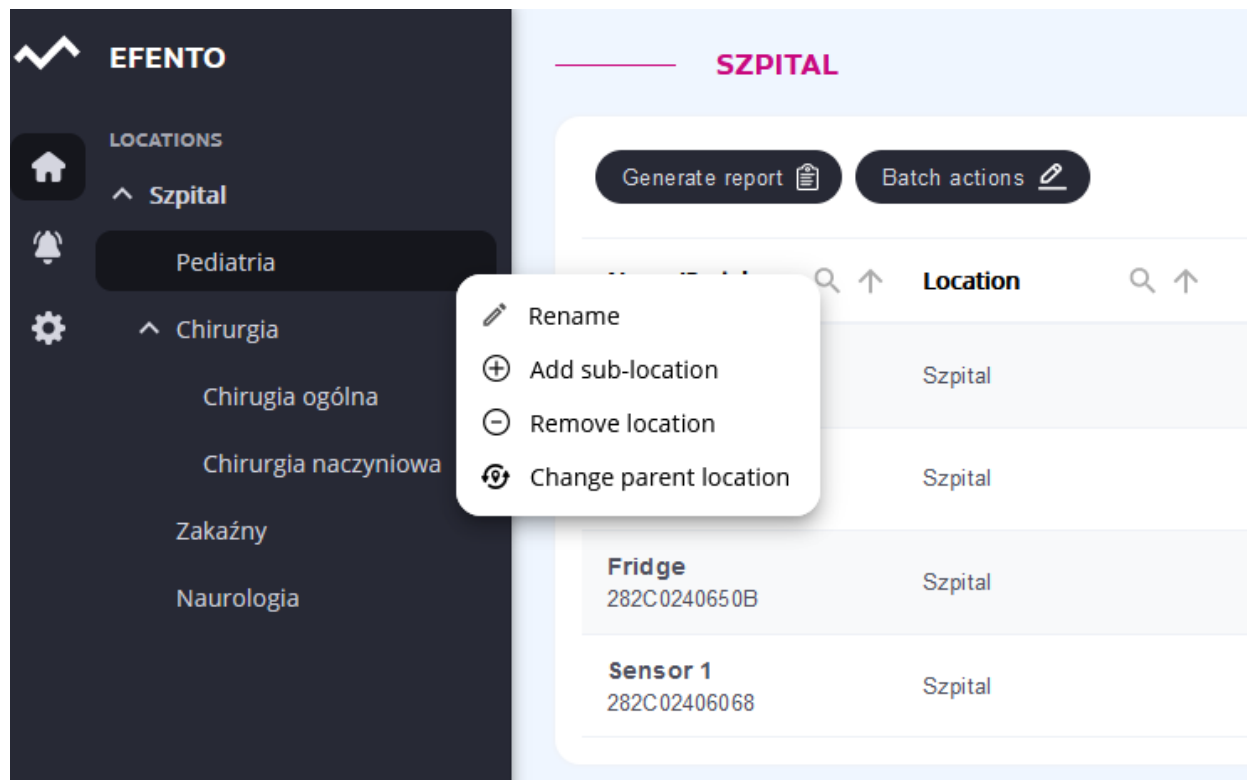 EFENTO
LOCATIONS
Szpital
Pediatria
Chirurgia
Chirugia ogólna
Chirurgia naczyniowa
Zakaźny
Naurologia
Rename
Add sub-location
Remove location
Change parent location
SZPITAL
Generate report
Batch actions
Location
Szpital
Szpital
Fridge
282C0240650B
Szpital
Sensor 1
282C02406068
Szpital